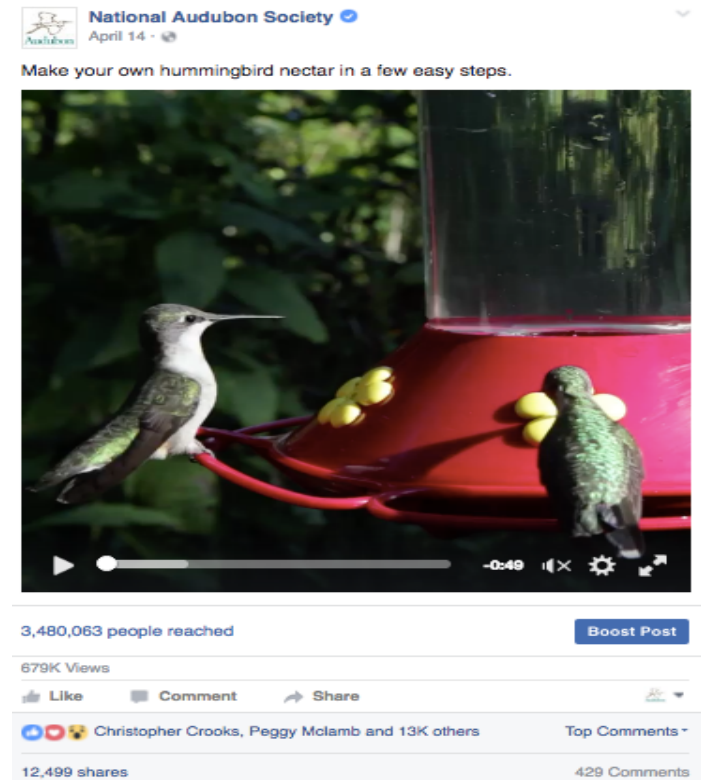 National Audubon Society
Audubon
April 14 ·
Make your own hummingbird nectar in a few easy steps.
-0:49
3,480,063 people reached
Boost Post
679K Views
Like Comment Share
Christopher Crooks, Peggy Mclamb and 13K others Top Comments
12,499 shares 429 Comments